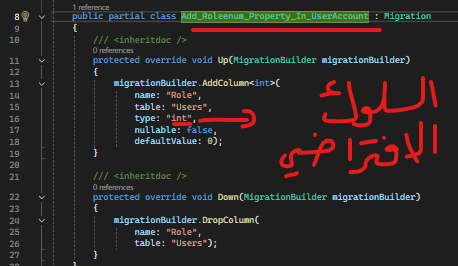 1 reference
8 public partial class Add_Roleenum_Property_In_UserAccount : Migration
9 {
10 /// <inheritdoc />
0 references
11 protected override void Up(MigrationBuilder migrationBuilder)
12 {
13 migrationBuilder.AddColumn<int>(
14 name: "Role",
15 table: "Users",
16 type: "int",
17 nullable: false,
18 defaultValue: 0);
19 }
20
21 /// <inheritdoc />
0 references
22 protected override void Down(MigrationBuilder migrationBuilder)
23 {
24 migrationBuilder.DropColumn(
25 name: "Role",
26 table: "Users");
27 }
السلوك
الافتراضي